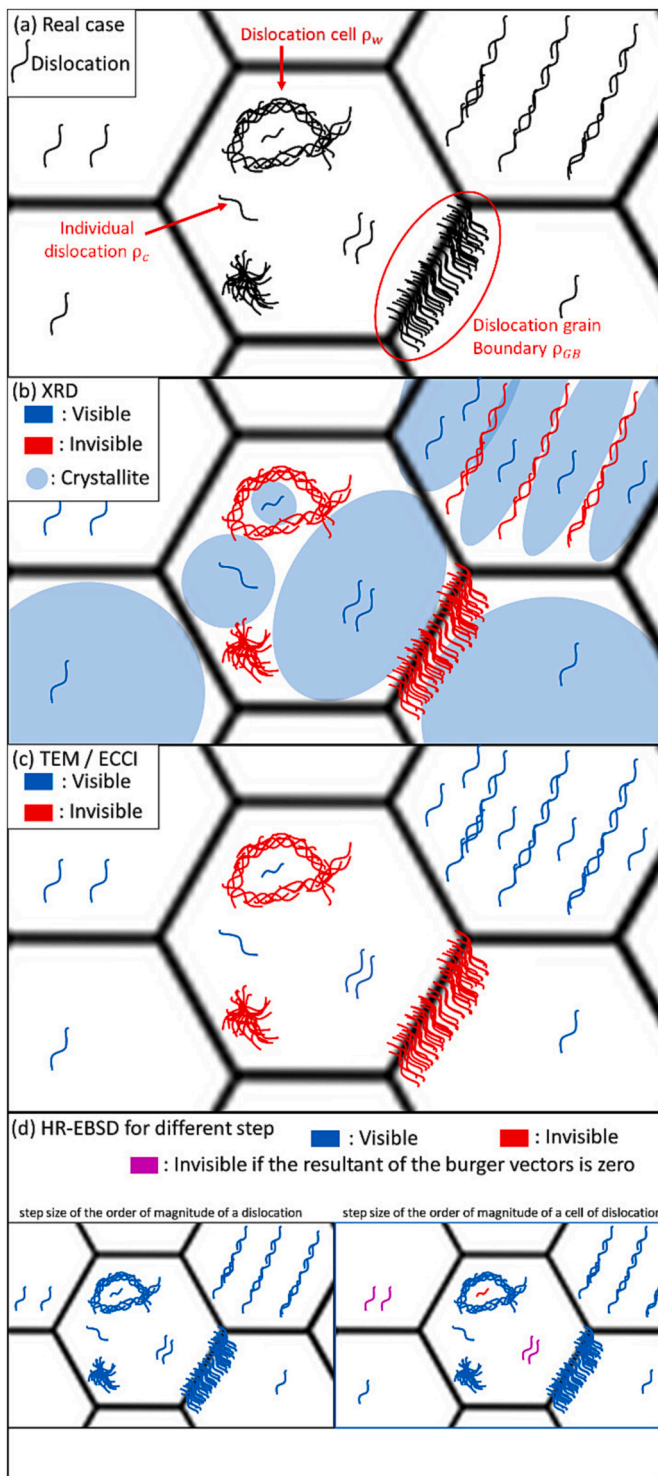 (a) Real case
Dislocation
Dislocation cell ρw
Individual
dislocation ρc
Dislocation grain
Boundary ρGB
(b) XRD
: Visible
: Invisible
: Crystallite
(c) TEM / ECCI
: Visible
: Invisible
(d) HR-EBSD for different step
: Visible
: Invisible
: Invisible if the resultant of the burger vectors is zero
step size of the order of magnitude of a dislocation
step size of the order of magnitude of a cell of dislocation